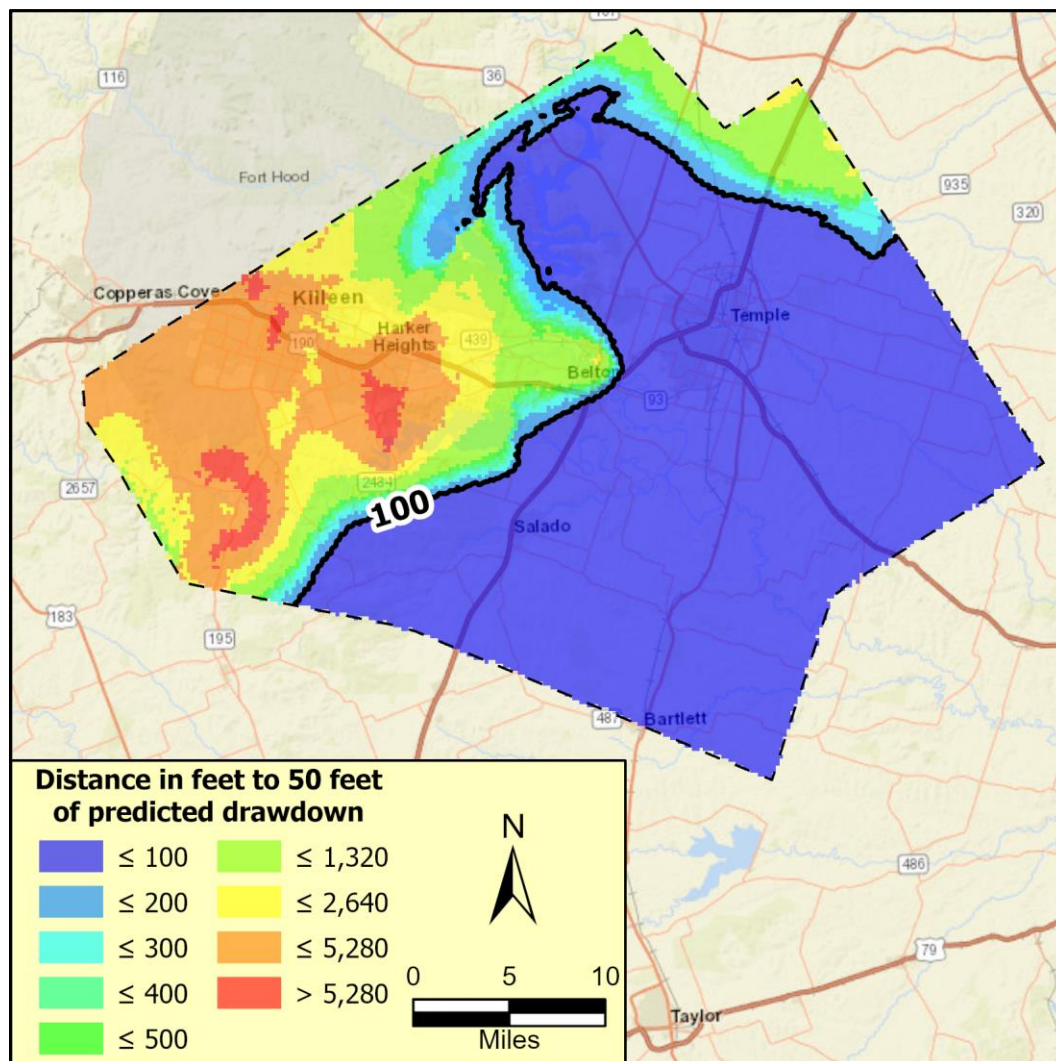 107
116
36
Fort Hood
935
320
Copperas Cove
Killeen
190
Harker
Heights
439
Temple
Belton
93
2657
2484
100
Salado
183
195
487
Bartlett
Distance in feet to 50 feet
of predicted drawdown
≤ 100
≤ 200
≤ 300
≤ 400
≤ 500
≤ 1,320
≤ 2,640
≤ 5,280
> 5,280
N
0 5 10
Miles
486
79
Taylor